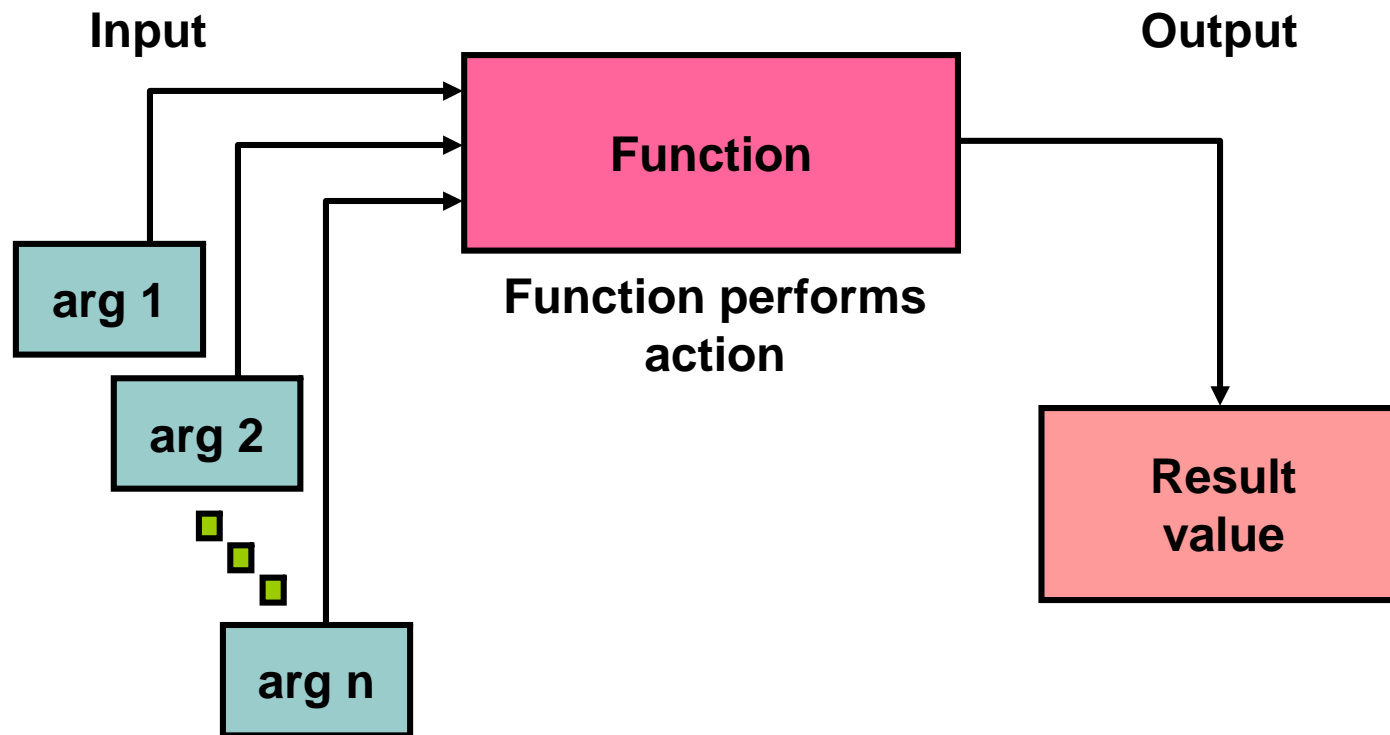 Input
Output
Function
Function performs
action
arg 1
arg 2
arg n
Result
value